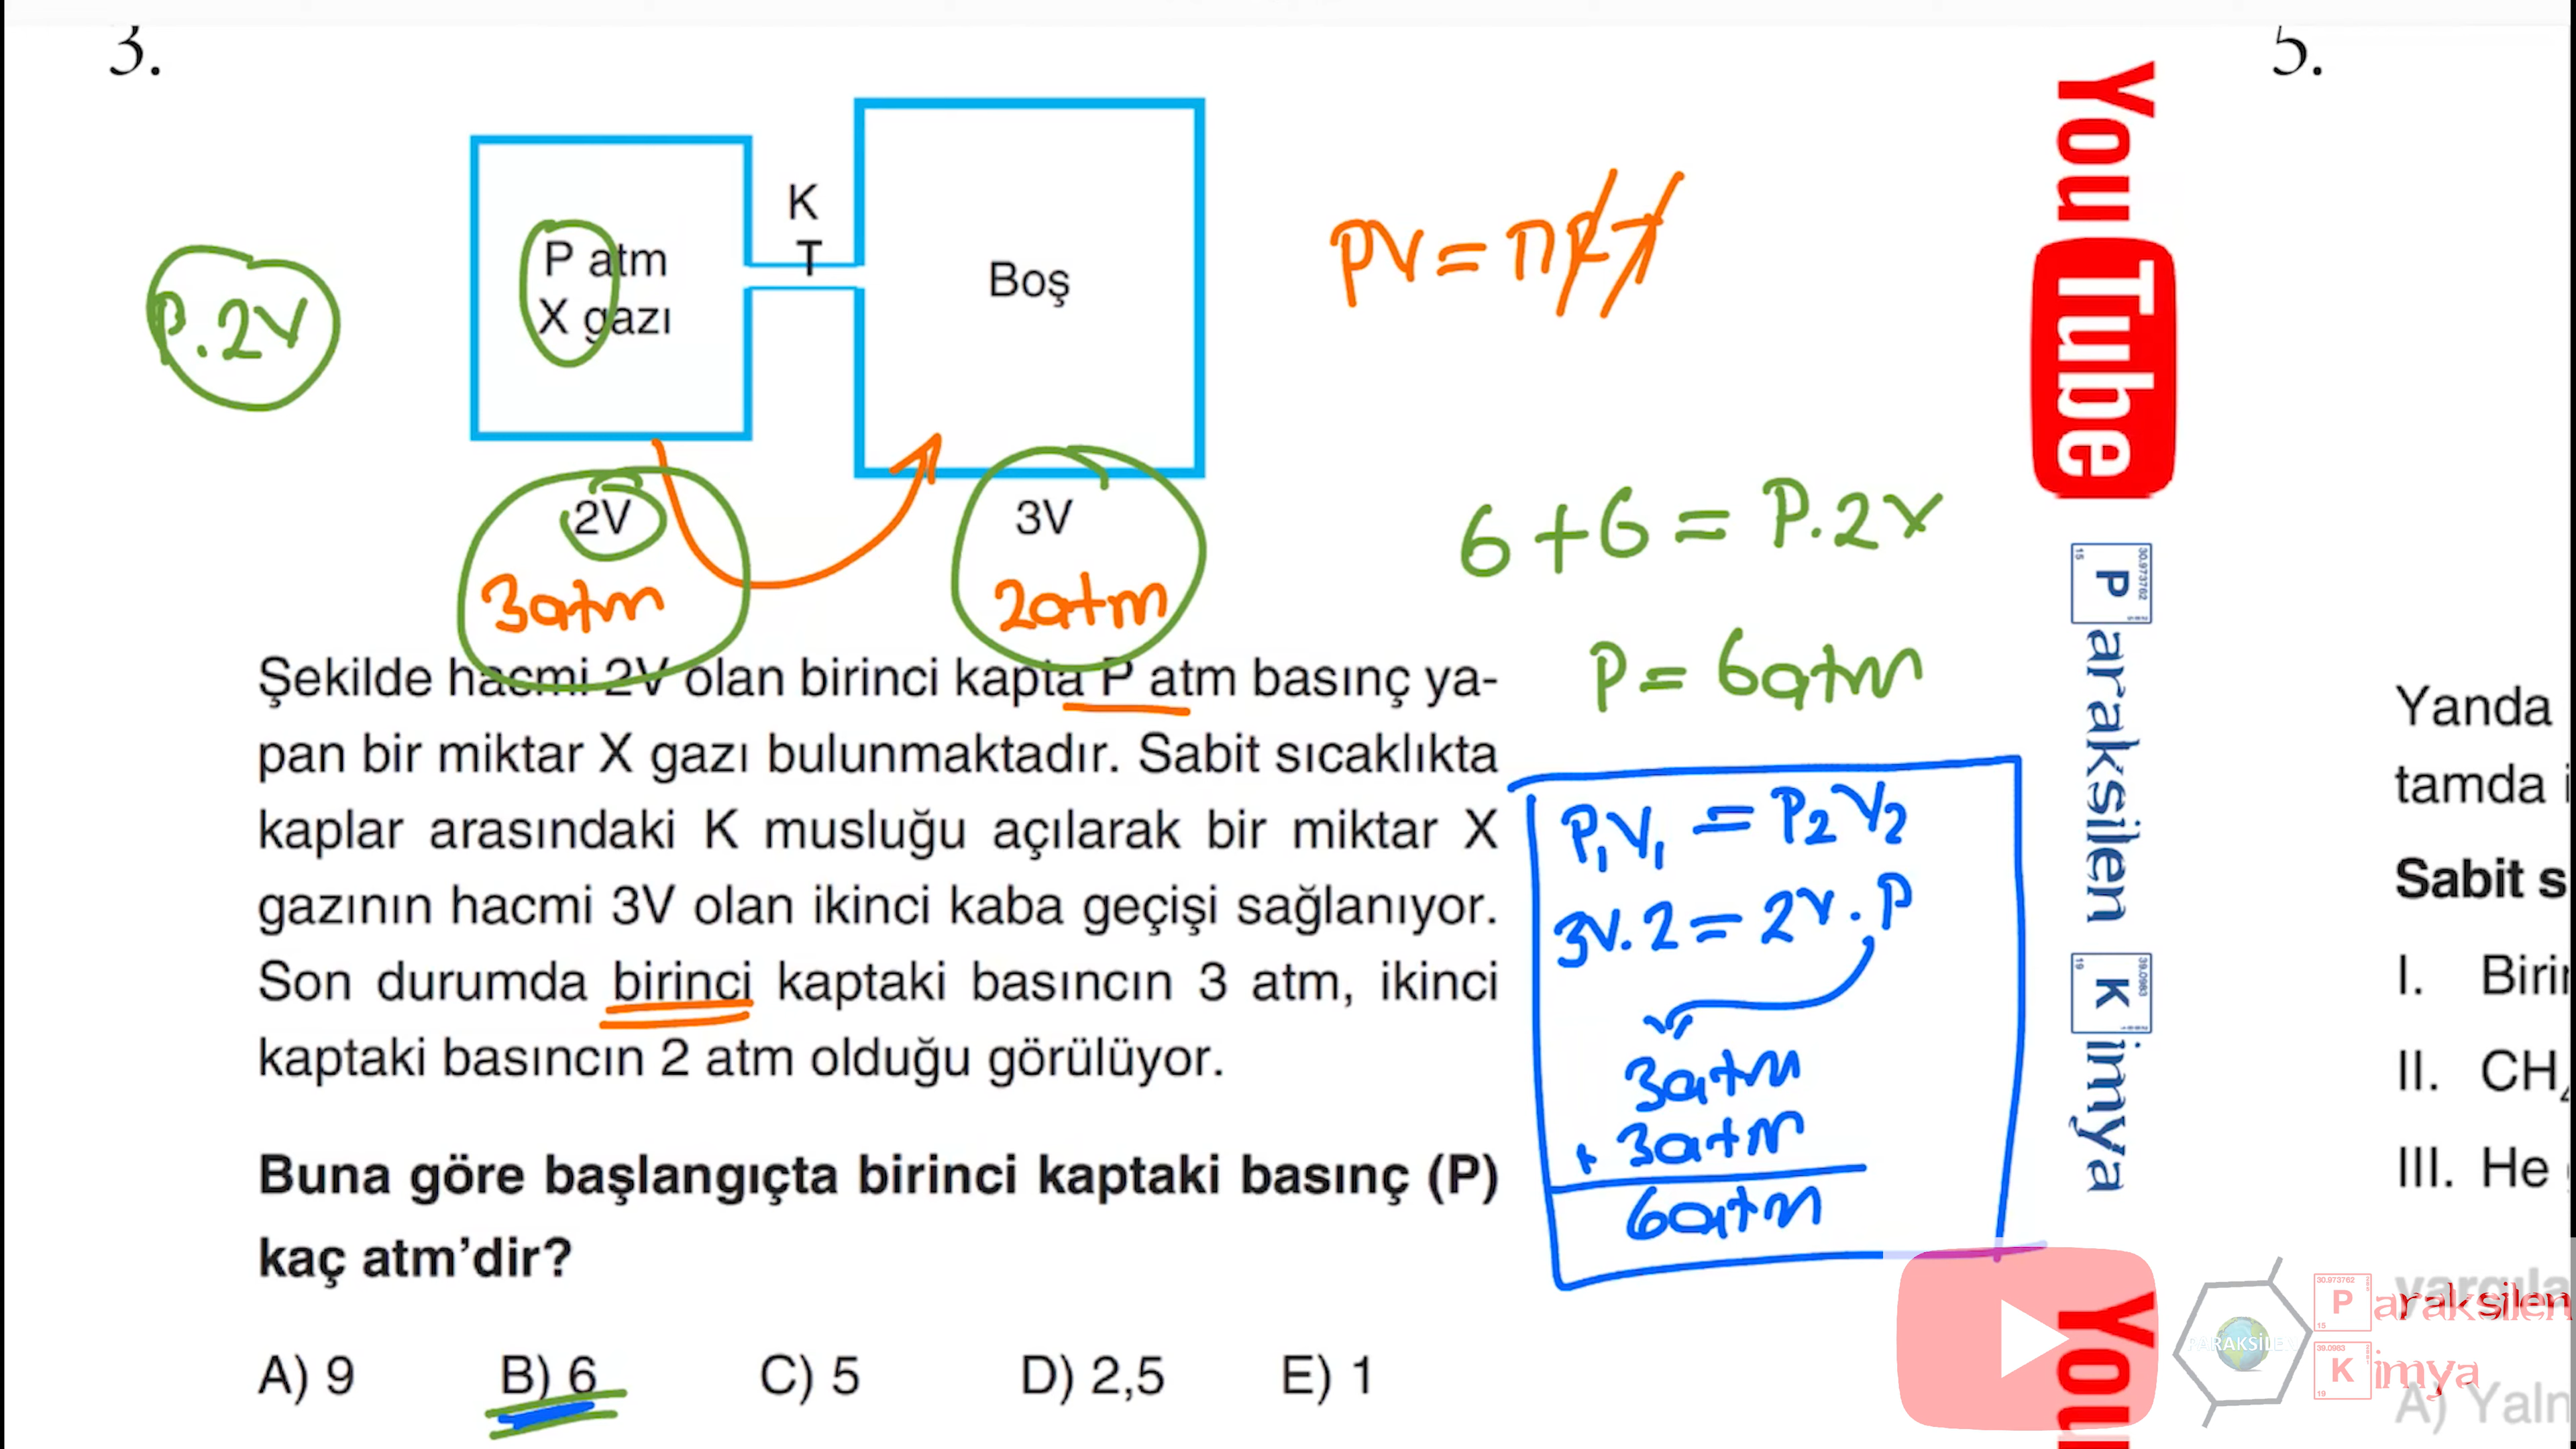 3.
K
T
P atm
X gazı
Boş
P.2V
2V
3V
3atm
2atm
PV = nRT
6+6 = P.2V
P = 6atm
Şekilde hacmi 2V olan birinci kapta P atm basınç ya-
pan bir miktar X gazı bulunmaktadır. Sabit sıcaklıkta
kaplar arasındaki K musluğu açılarak bir miktar X
gazının hacmi 3V olan ikinci kaba geçişi sağlanıyor.
Son durumda birinci kaptaki basıncın 3 atm, ikinci
kaptaki basıncın 2 atm olduğu görülüyor.
Buna göre başlangıçta birinci kaptaki basınç (P)
kaç atm'dir?
A) 9 B) 6 C) 5 D) 2,5 E) 1
P₁V₁ = P₂V₂
3V.2 = 2V.P
3atm
+ 3atm
6atm
YouTube
Paraksilen Kimya
You
5.
Yanda
tamda i
Sabit s
I. Birin
II. CH
III. He
yargıla
A) Yaln
PARAKSİLEN
Paraksilen
Kimya